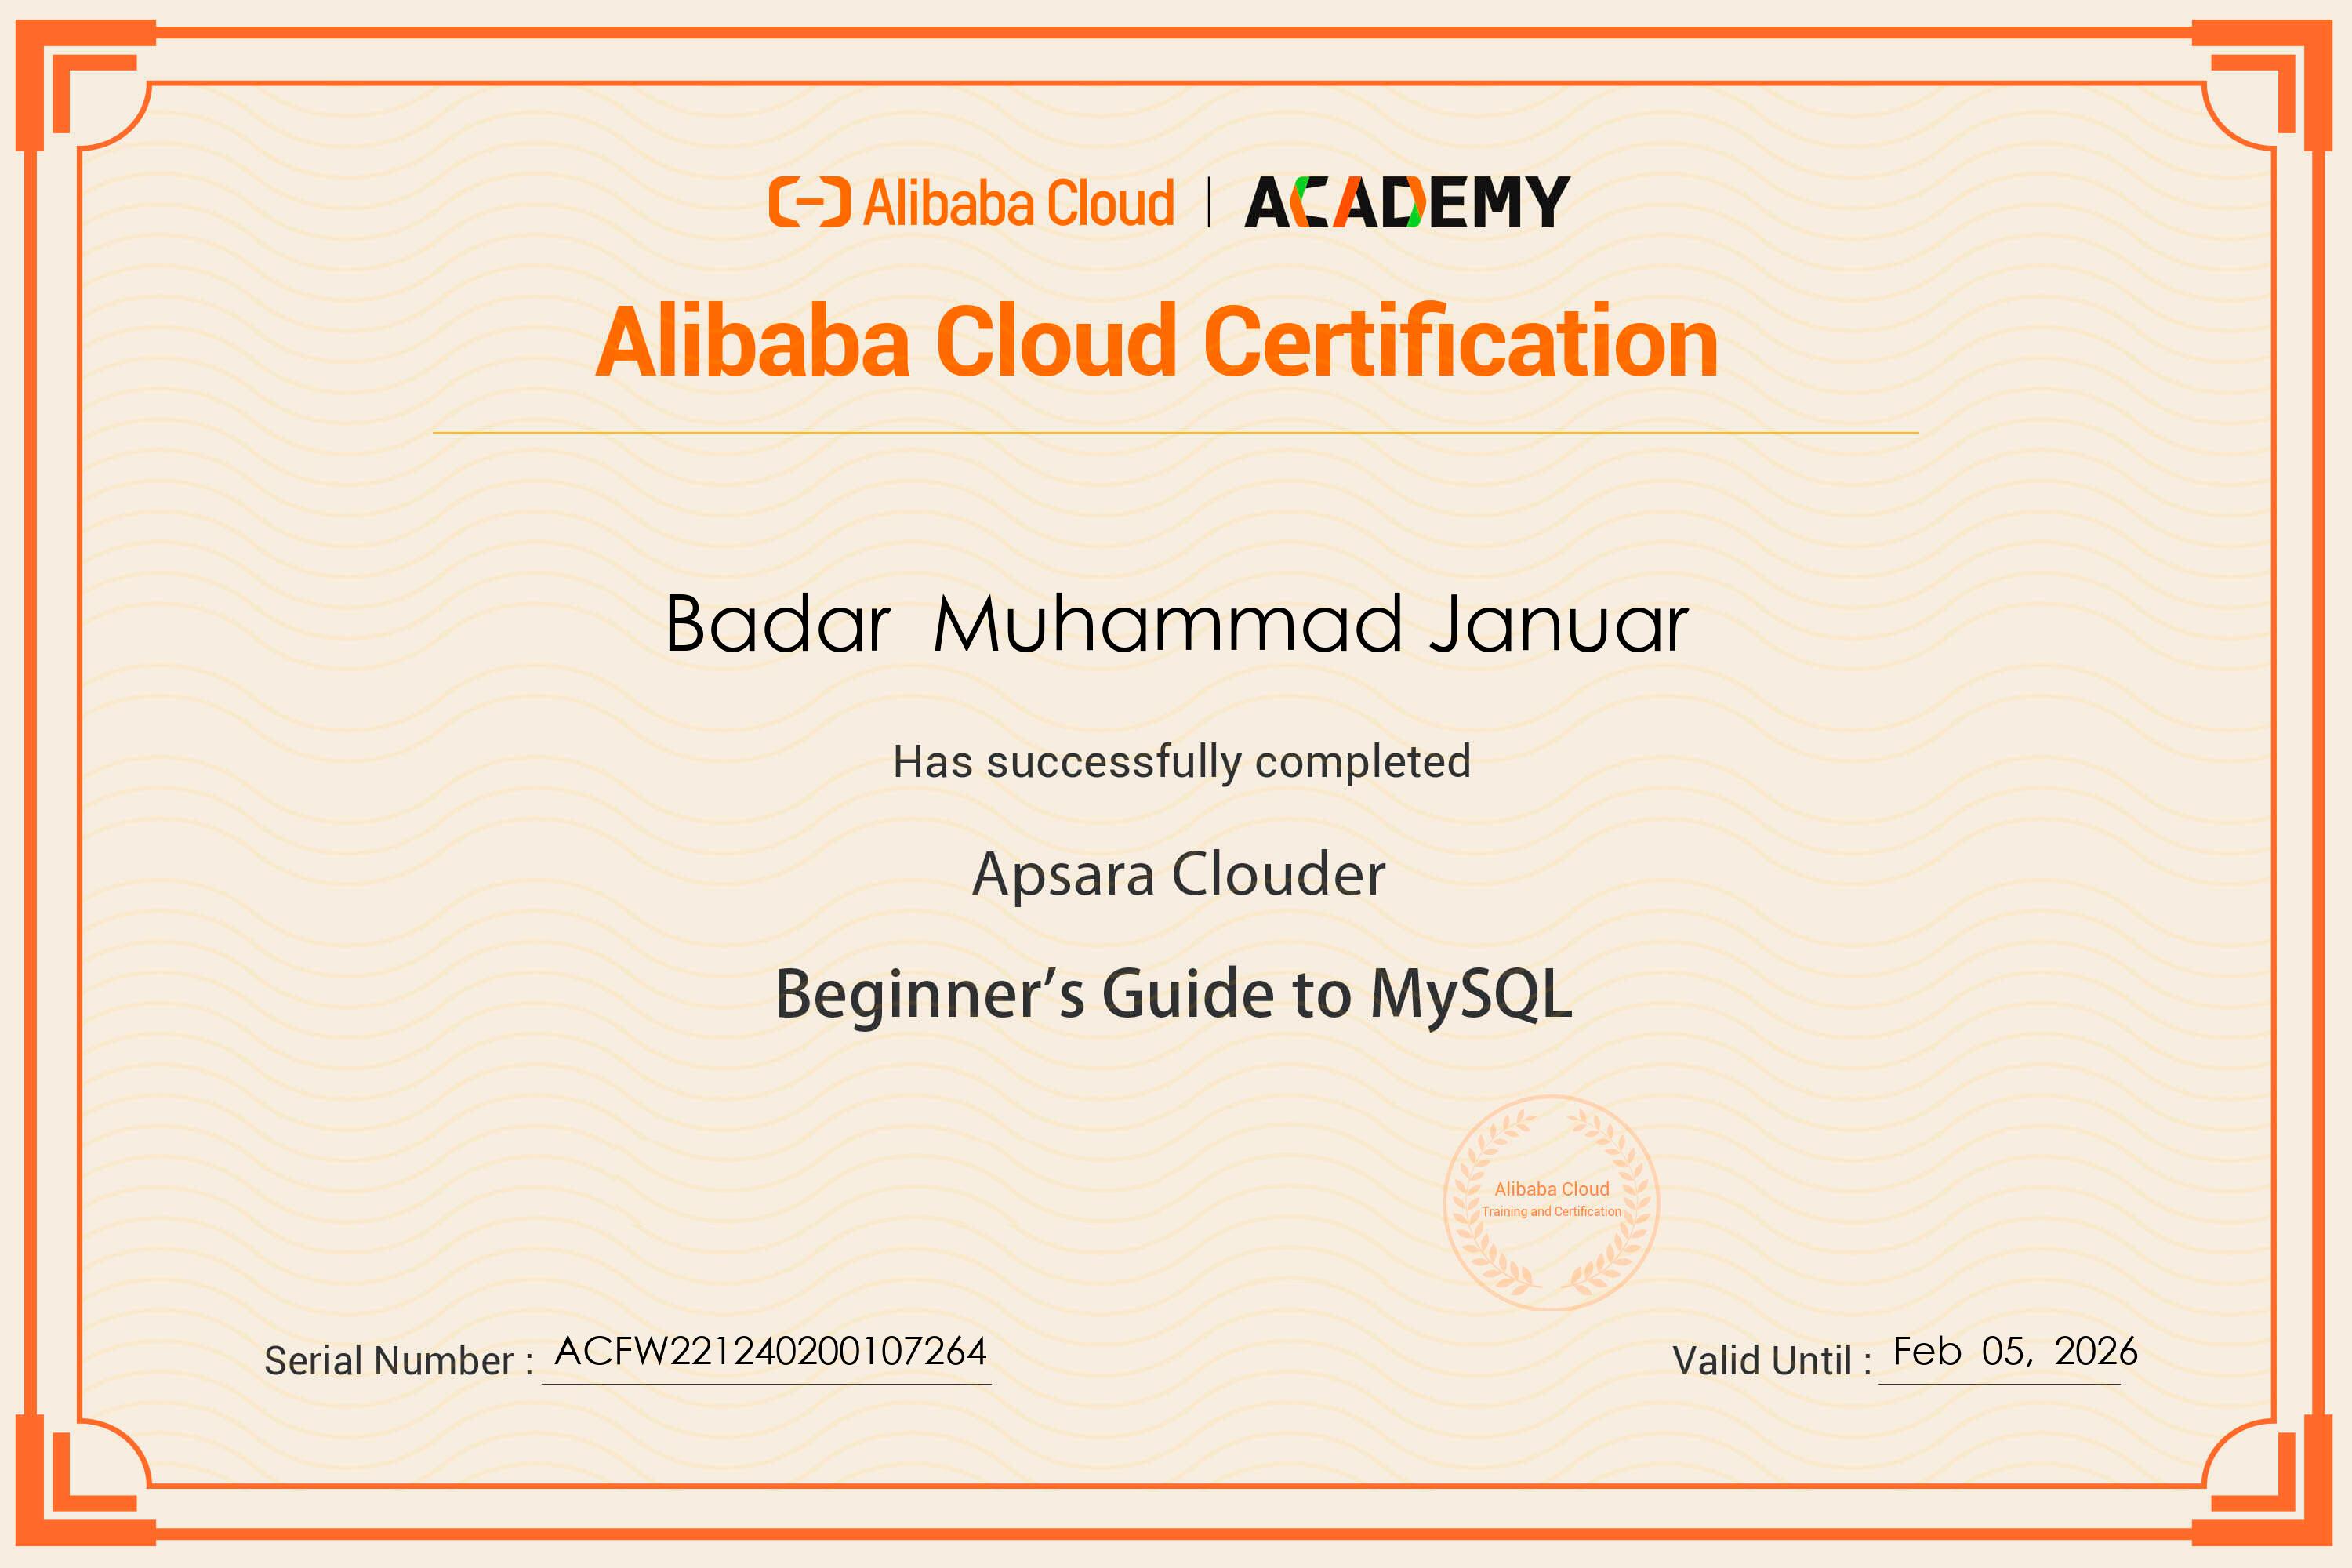 Alibaba Cloud | ACADEMY
Alibaba Cloud Certification
Badar Muhammad Januar
Has successfully completed
Apsara Clouder
Beginner’s Guide to MySQL
Alibaba Cloud
Training and Certification
Serial Number : ACFW221240200107264
Valid Until : Feb 05, 2026